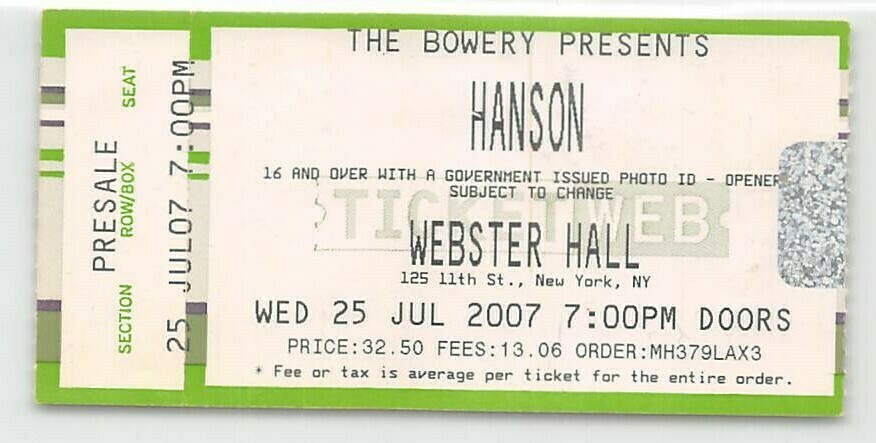 SECTION ROW/BOX SEAT
PRESALE
25 JUL07 7:00PM
THE BOWERY PRESENTS
HANSON
16 AND OVER WITH A GOVERNMENT ISSUED PHOTO ID - OPENER
SUBJECT TO CHANGE
TICKETWEB
WEBSTER HALL
125 11th St., New York, NY
WED 25 JUL 2007 7:00PM DOORS
PRICE:32.50 FEES:13.06 ORDER:MH379LAX3
* Fee or tax is average per ticket for the entire order.